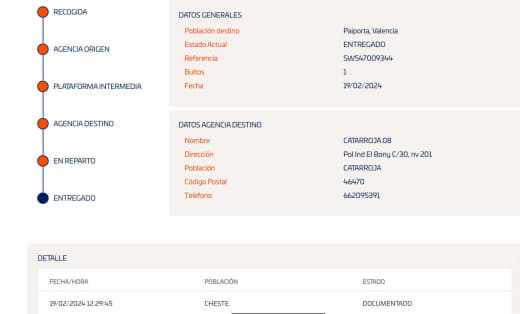 RECOGIDA
AGENCIA ORIGEN
PLATAFORMA INTERMEDIA
AGENCIA DESTINO
EN REPARTO
ENTREGADO
DATOS GENERALES
Población destino Paiporta, Valencia
Estado Actual ENTREGADO
Referencia SWS47009344
Bultos 1
Fecha 19/02/2024
DATOS AGENCIA DESTINO
Nombre CATARROJA 08
Dirección Pol Ind El Bony C/30, nv 201
Población CATARROJA
Código Postal 46470
Teléfono 662095391
DETALLE
FECHA/HORA POBLACIÓN ESTADO
19/02/2024 12:29:45 CHESTE DOCUMENTADO